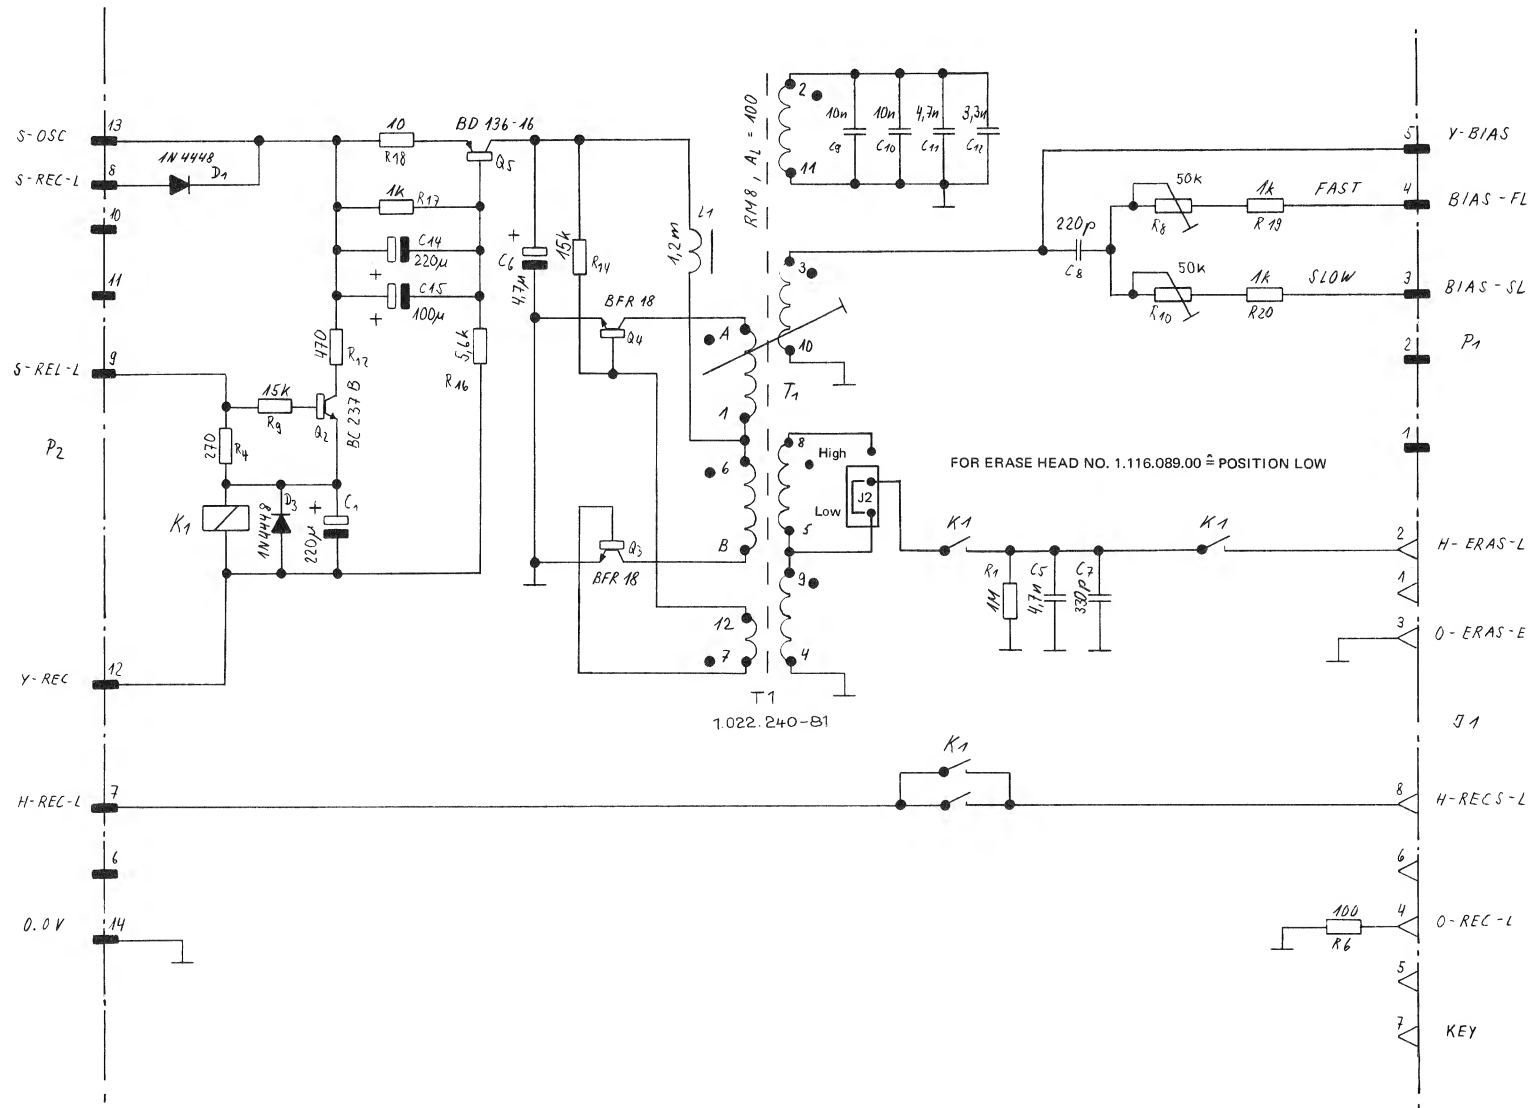 S-OSC
13
1N4448
D1
S-REC-L
8
10
11
S-REL-L
9
P2
Y-REC
12
H-REC-L
7
6
0.0V
14
10
R18
BD 136-16
Q5
1K
R17
C14
220µ
+
C15
100µ
+
470
R12
5,6k
R16
15K
R9
Q2
BC 237 B
270
R4
K1
D3
1N4448
+
C1
220µ
+
C6
4,7µ
15k
R14
L1
1,2m
BFR 18
Q4
Q3
BFR 18
RM8, AL = 100
2
11
10n
C9
10n
C10
4,7n
C11
3,3n
C12
3
10
A
1
T1
6
B
12
7
8
5
9
4
T1
1.022.240-81
High
Low
J2
FOR ERASE HEAD NO. 1.116.089.00 ≙ POSITION LOW
K1
K1
R1
1M
C5
4,7n
C7
330p
K1
220p
C8
50k
R8
1k
R19
FAST
50k
R10
1k
R20
SLOW
5
Y-BIAS
4
BIAS-FL
3
BIAS-SL
2
P1
1
2
H-ERAS-L
1
3
0-ERAS-E
J1
8
H-RECS-L
6
100
R6
4
0-REC-L
5
7
KEY